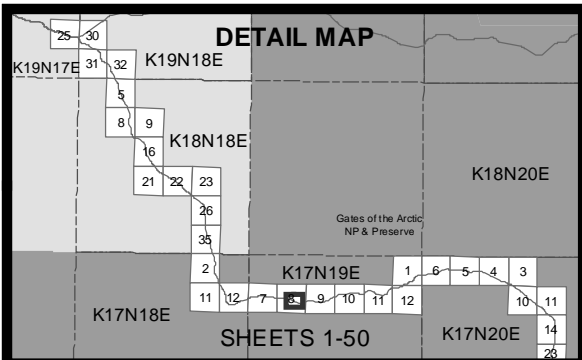 DETAIL MAP
25 30
K19N17E 31 32 K19N18E
5
8 9
K18N18E
16
21 22 23
K18N20E
26
Gates of the Arctic
NP & Preserve
35
2 K17N19E 1 6 5 4 3
11 12 7 8 9 10 11 12 10 11
K17N18E
14
SHEETS 1-50 K17N20E
23